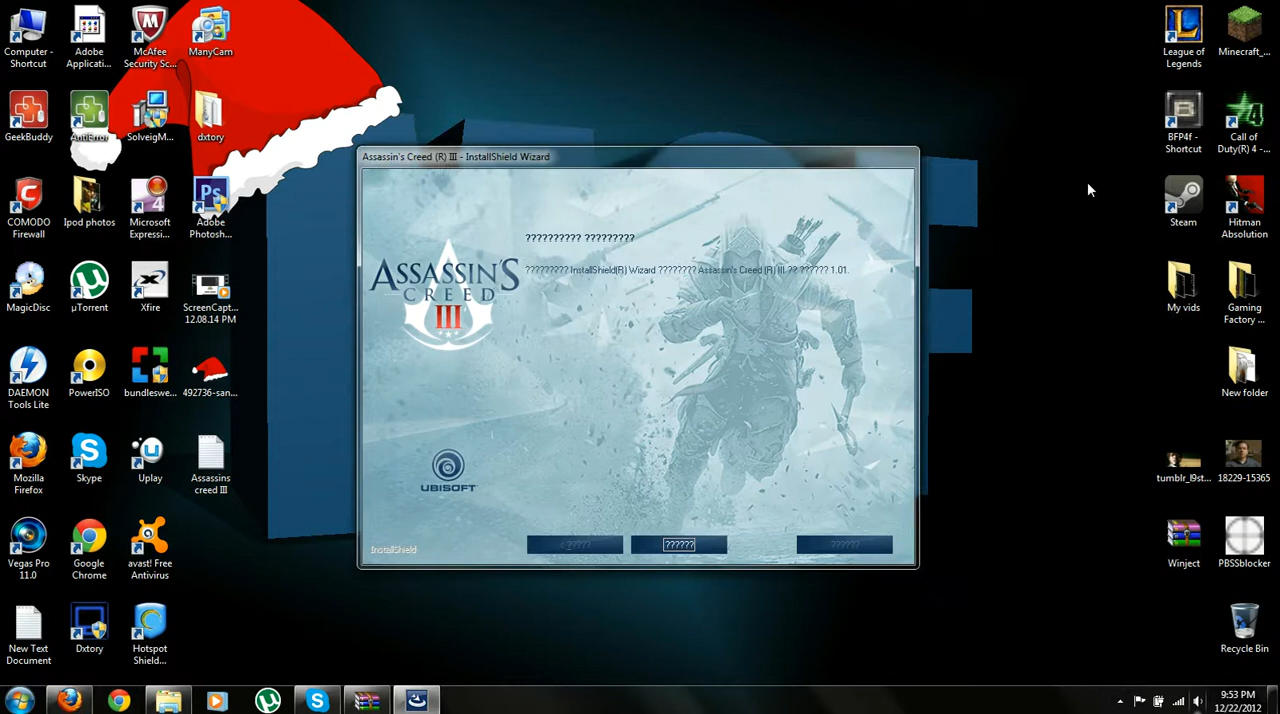 Computer -
Shortcut
Adobe
Applicati...
McAfee
Security Sc...
ManyCam
GeekBuddy
AntiError
SolveigM...
dxtory
COMODO
Firewall
Ipod photos
Microsoft
Expressi...
Adobe
Photosh...
MagicDisc
µTorrent
Xfire
ScreenCapt...
12.08.14 PM
DAEMON
Tools Lite
PowerISO
bundleswe...
492736-san...
Mozilla
Firefox
Skype
Uplay
Assassins
creed III
Vegas Pro
11.0
Google
Chrome
avast! Free
Antivirus
New Text
Document
Dxtory
Hotspot
Shield...
Assassin's Creed (R) III - InstallShield Wizard
ASSASSIN'S
CREED
III
?????????? ?????????
????????? InstallShield(R) Wizard ???????? Assassin's Creed (R) III ?? ?????? 1.01.
UBISOFT
InstallShield
< ?????
??????
??????
League of
Legends
Minecraft_...
BFP4f -
Shortcut
Call of
Duty(R) 4 -...
Steam
Hitman
Absolution
My vids
Gaming
Factory ...
New folder
tumblr_l9st...
18229-15365
Winject
PBSSblocker
Recycle Bin
9:53 PM
12/22/2012